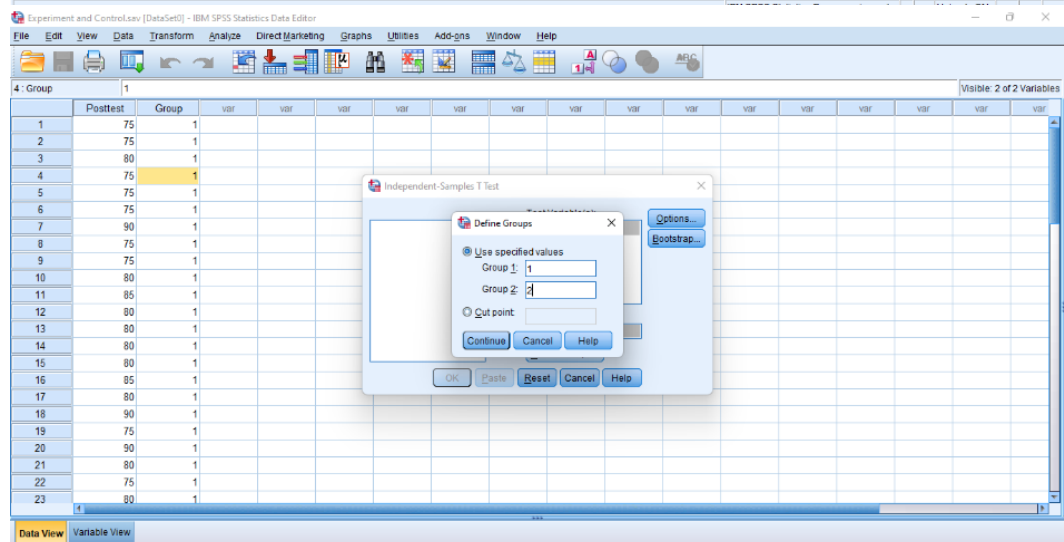 Experiment and Control.sav [DataSet0] - IBM SPSS Statistics Data Editor
File Edit View Data Transform Analyze Direct Marketing Graphs Utilities Add-ons Window Help
4 : Group 1 Visible: 2 of 2 Variables
Posttest Group var var var var var var var var var var var var var var var
1 75 1
2 75 1
3 80 1
4 75 1
5 75 1
6 75 1
7 90 1
8 75 1
9 75 1
10 80 1
11 85 1
12 80 1
13 80 1
14 80 1
15 80 1
16 85 1
17 80 1
18 90 1
19 75 1
20 90 1
21 80 1
22 75 1
23 80 1
Independent-Samples T Test
Options...
Bootstrap...
Define Groups
Use specified values
Group 1: 1
Group 2: 2
Cut point:
Continue Cancel Help
OK Paste Reset Cancel Help
Data View Variable View